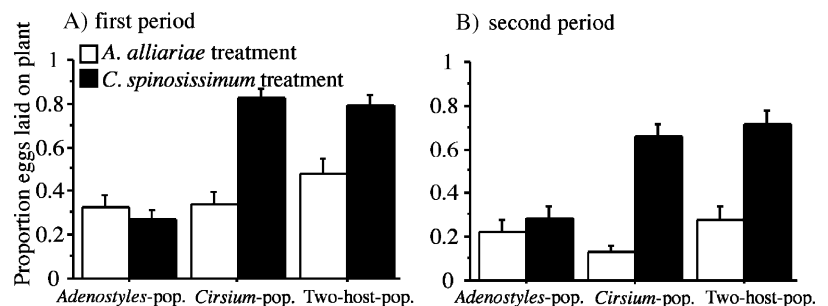 A) first period
A. alliariae treatment
C. spinosissimum treatment
Proportion eggs laid on plant
1
0.8
0.6
0.4
0.2
0
Adenostyles-pop. Cirsium-pop. Two-host-pop.
B) second period
1
0.8
0.6
0.4
0.2
0
Adenostyles-pop. Cirsium-pop. Two-host-pop.